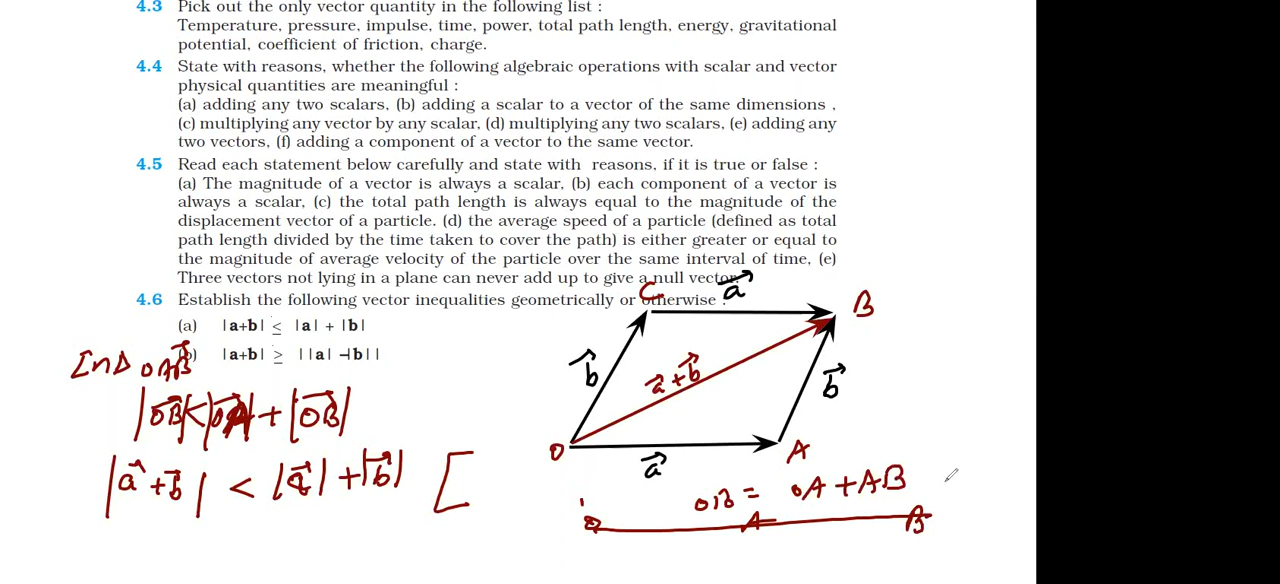 4.3 Pick out the only vector quantity in the following list :
Temperature, pressure, impulse, time, power, total path length, energy, gravitational
potential, coefficient of friction, charge.
4.4 State with reasons, whether the following algebraic operations with scalar and vector
physical quantities are meaningful :
(a) adding any two scalars, (b) adding a scalar to a vector of the same dimensions ,
(c) multiplying any vector by any scalar, (d) multiplying any two scalars, (e) adding any
two vectors, (f) adding a component of a vector to the same vector.
4.5 Read each statement below carefully and state with reasons, if it is true or false :
(a) The magnitude of a vector is always a scalar, (b) each component of a vector is
always a scalar, (c) the total path length is always equal to the magnitude of the
displacement vector of a particle. (d) the average speed of a particle (defined as total
path length divided by the time taken to cover the path) is either greater or equal to
the magnitude of average velocity of the particle over the same interval of time, (e)
Three vectors not lying in a plane can never add up to give a null vector.
4.6 Establish the following vector inequalities geometrically or otherwise :
(a) |a+b| ≤ |a| + |b|
(b) |a+b| ≥ ||a| −|b||
In Δ OAB
|O⃗B| < |O⃗A| + |O⃗B|
|a⃗ + b⃗| < |a⃗| + |b⃗| [
C a⃗ B
b⃗ a⃗+b⃗ b⃗
O a⃗ A
OB = OA + AB
O A B